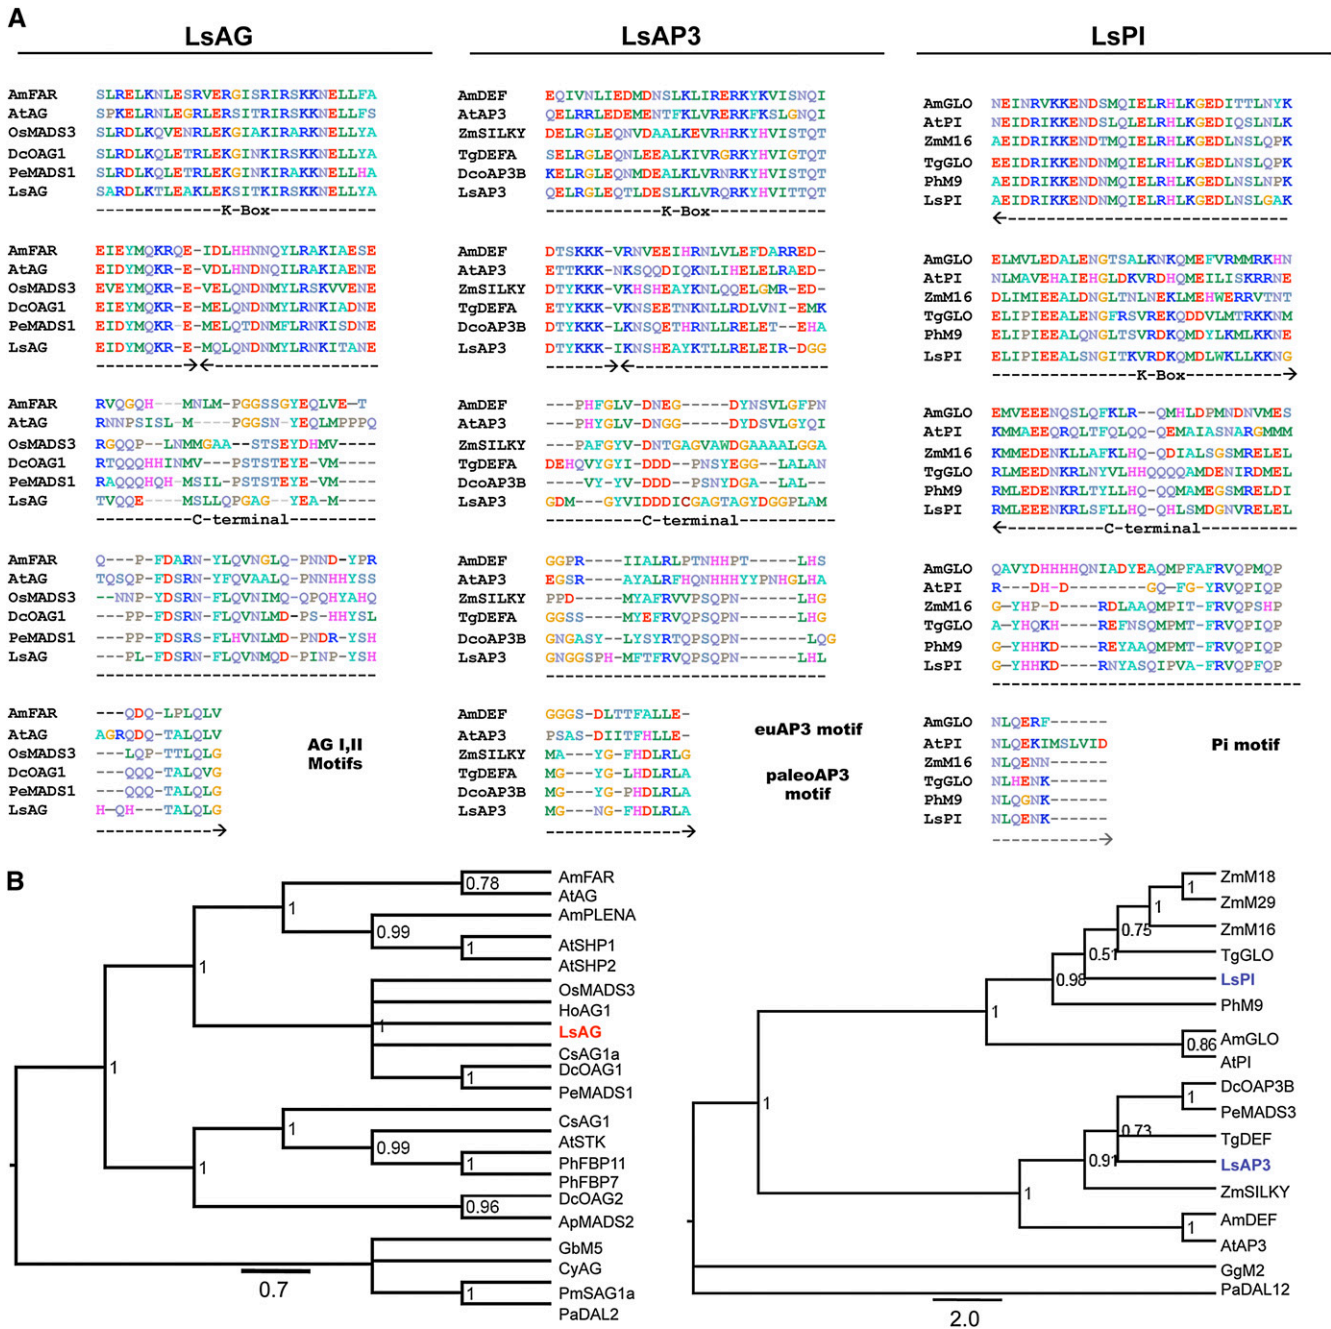 A
LsAG
AmFAR SLRELKNLESRVERGISRIRSKKNELLFA
AtAG SPKELRNLEGRLERSITRIRSKKNELLFS
OsMADS3 SLRDLKQVENRLEKGIAKIRARKNELLYA
DcOAG1 SLRDLKQLETRLEKGINKIRSKKNELLYA
PeMADS1 SLRDLKQLETRLEKGINKIRAKKNELLHA
LsAG SARDLKTLEAKLEKSITKIRSKKNELLYA
K-Box
AmFAR EIEYMQKRQE-IDLHHNNQYLRAKIAESE
AtAG EIDYMQKR-E-VDLHNDNQILRAKIAENE
OsMADS3 EVEYMQKR-E-VELQNDNMYLRSKVVENE
DcOAG1 EIEYMQKR-E-MELQNDNMYLRNKIADNE
PeMADS1 EIDYMQKR-E-MELQTDNMFLRNKISDNE
LsAG EIDYMQKR-E-MQLQNDNMYLRNKITANE
AmFAR RVQGQH---MNLM-PGGSSGYEQLVE-T
AtAG RNNPSISL-M----PGGSNYEQLMPPPQ
OsMADS3 RGQQP--LNMMGAA--STSEYDHMV----
DcOAG1 RTQQQHHINMV----PSTSTEYE-VM----
PeMADS1 RAQQQHQH-MSIL-PSTSTEYE-VM----
LsAG TVQQE----MSLLQPGAG--YEA-M----
C-terminal
AmFAR Q---P-FDARN-YLQVNGLQ-PNND-YPR
AtAG TQSQP-FDSRN-YFQVAALQ-PNNHHYSS
OsMADS3 --NNP-YDSRN-FLQVNIMQ-QPQHYAHQ
DcOAG1 ---PP-FDSRN-FLQVNLMD-PS-HHYSL
PeMADS1 ---PP-FDSRS-FLHVNLMD-PNDR-YSH
LsAG ---PL-FDSRN-FLQVNMQD-PINP-YSH
AmFAR ---QDQ-LPLQLV
AtAG AGRQDQ-TALQLV
OsMADS3 ---LQP-TTLQLG
DcOAG1 ---QQQ-TALQVG
PeMADS1 ---QQQ-TALQLG
LsAG H-QH---TALQLG
AG I,II
Motifs
LsAP3
AmDEF EQIVNLIEDMDNSLKLIRERKYKVISNQI
AtAP3 QELRRLEDEMENTFKLVRERKFKSLGNQI
ZmSILKY DELRGLEQNVDAALKEVRHRKYHVISTQT
TgDEFA SELRGLEQNLEEALKIVRGRKYHVIGTQT
DcoAP3B KELRGLEQNMDESLKLVRNRKYHVISTQT
LsAP3 QELRGLEQTLDESLKLVRQRKYHVITTQT
K-Box
AmDEF DTSKKK-VRNVEEIHRNLVLEFDARRED-
AtAP3 ETTKKK-NKSQQDIQKNLIHELELRAED-
ZmSILKY DTYKKK-VKHSHEAYKNLQQELGMR-ED-
TgDEFA ETYKKK-VKNSEETNKNLLRDLVNI-EMK
DcoAP3B DTYKKK-LKNSQETHRNLLRELET--EHA
LsAP3 DTYKKK-IKNSHEAYKTLLRELEIR-DGG
AmDEF ---PHFGLV-DNEG----DYNSVLGFPN
AtAP3 ---PHYGLV-DNGG----DYDSVLGYQI
ZmSILKY ----PAFGYV-DNTGAGVAWDGAAAALGGA
TgDEFA DEHQVYGYI-DDD--PNSYEGG--LALAN
DcoAP3B ----VY-YV-DDD--PSNYDGA--LAL--
LsAP3 GDM---GYVIDDDICGAGTAGYDGGPLAM
C-terminal
AmDEF GGPR----IIALRLPTNHHPT-----LHS
AtAP3 EGSR----AYALRFHQNHHHYYPNHGLHA
ZmSILKY PPD-----MYAFRVVPSQPN------LHG
TgDEFA GGSS----MYEFRVQPSQPN------LHG
DcoAP3B GNGASY--LYSYRTQPSQPN------LQG
LsAP3 GNGGSPH-MFTFRVQPSQPN------LHL
AmDEF GGGS-DLTTFALLE-
AtAP3 PSAS-DIITFHLLE-
ZmSILKY MA---YG-FHDLRLG
TgDEFA MG---YG-LHDLRLA
DcoAP3B MG---YG-PHDLRLA
LsAP3 MG---NG-FHDLRLA
euAP3 motif
paleoAP3
motif
LsPI
AmGLO NEINRVKKENDSMQIELRHLKGEDITTLNYK
AtPI NEIDRIKKENDSLQLELRHLKGEDIQSLNLK
ZmM16 AEIDRIKKENDTMQIELRHLKGEDLNSLQPK
TgGLO EEIDRIKKENDNMQIELRHLKGEDLNSLQPK
PhM9 AEIDRIKKENDNMQIELRHLKGEDLNSLNPK
LsPI AEIDRIKKENDNMQIELRHLKGEDLNSLGAK
AmGLO ELMVLEDALENGTSALKNKQMEFVRMMRKHN
AtPI NLMAVEHAIEHGLDKVRDHQMEILISKRRNE
ZmM16 DLIMIEEALDNGLTNLNEKLMEHWERRVTNT
TgGLO ELIPIEEALENGFRSVREKQDDVLMTRKKNM
PhM9 ELIPIEEALQNGLTSVRDKQMDYLKMLKKNE
LsPI ELIPIEEALSNGITKVRDKQMDLWKLLKKNG
K-Box
AmGLO EMVEEENQSLQFKLR--QMHLDPMNDNVMES
AtPI KMMAEEQRQLTFQLQQ-QEMAIASNARGMMM
ZmM16 KMMEDENKLLAFKLHQ-QDIALSGSMRELEL
TgGLO RLMEEDNKRLNYVLHHQQQQAMDENIRDMEL
PhM9 RMLEDENKRLTYLLHQ-QQMAMEGSMRELDI
LsPI RMLEEENKRLSFLLHQ-QHLSMDGNVRELEL
C-terminal
AmGLO QAVYDHHHHQNIADYEAQMPFAFRVQPMQP
AtPI R---DH-D--------GQ-FG-YRVQPIQP
ZmM16 G-YHP-D----RDLAAQMPIT-FRVQPSHP
TgGLO A-YHQKH----REFNSQMPMT-FRVQPIQP
PhM9 G-YHHKD----REYAAQMPMT-FRVQPIQP
LsPI G-YHHKD----RNYASQIPVA-FRVQPFQP
AmGLO NLQERF------
AtPI NLQEKIMSLVID
ZmM16 NLQENN------
TgGLO NLHENK------
PhM9 NLQGNK------
LsPI NLQENK------
Pi motif
B
AmFAR
0.78
AtAG
AmPLENA
1
0.99
AtSHP1
1
AtSHP2
1
OsMADS3
HoAG1
LsAG
1
CsAG1a
DcOAG1
1
PeMADS1
1
CsAG1
1
AtSTK
0.99
PhFBP11
1
PhFBP7
1
DcOAG2
0.96
ApMADS2
GbM5
CyAG
PmSAG1a
1
PaDAL2
0.7
ZmM18
1
ZmM29
1
ZmM16
0.75
TgGLO
0.51
LsPI
0.98
PhM9
1
AmGLO
0.86
AtPI
DcOAP3B
1
PeMADS3
1
TgDEF
0.73
LsAP3
0.91
ZmSILKY
1
AmDEF
1
AtAP3
GgM2
PaDAL12
2.0